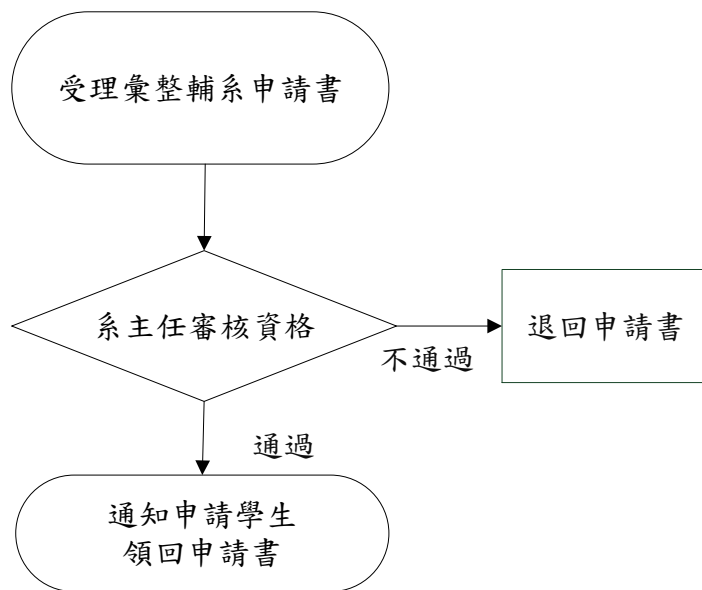 受理彙整輔系申請書
系主任審核資格
不通過
退回申請書
通過
通知申請學生
領回申請書